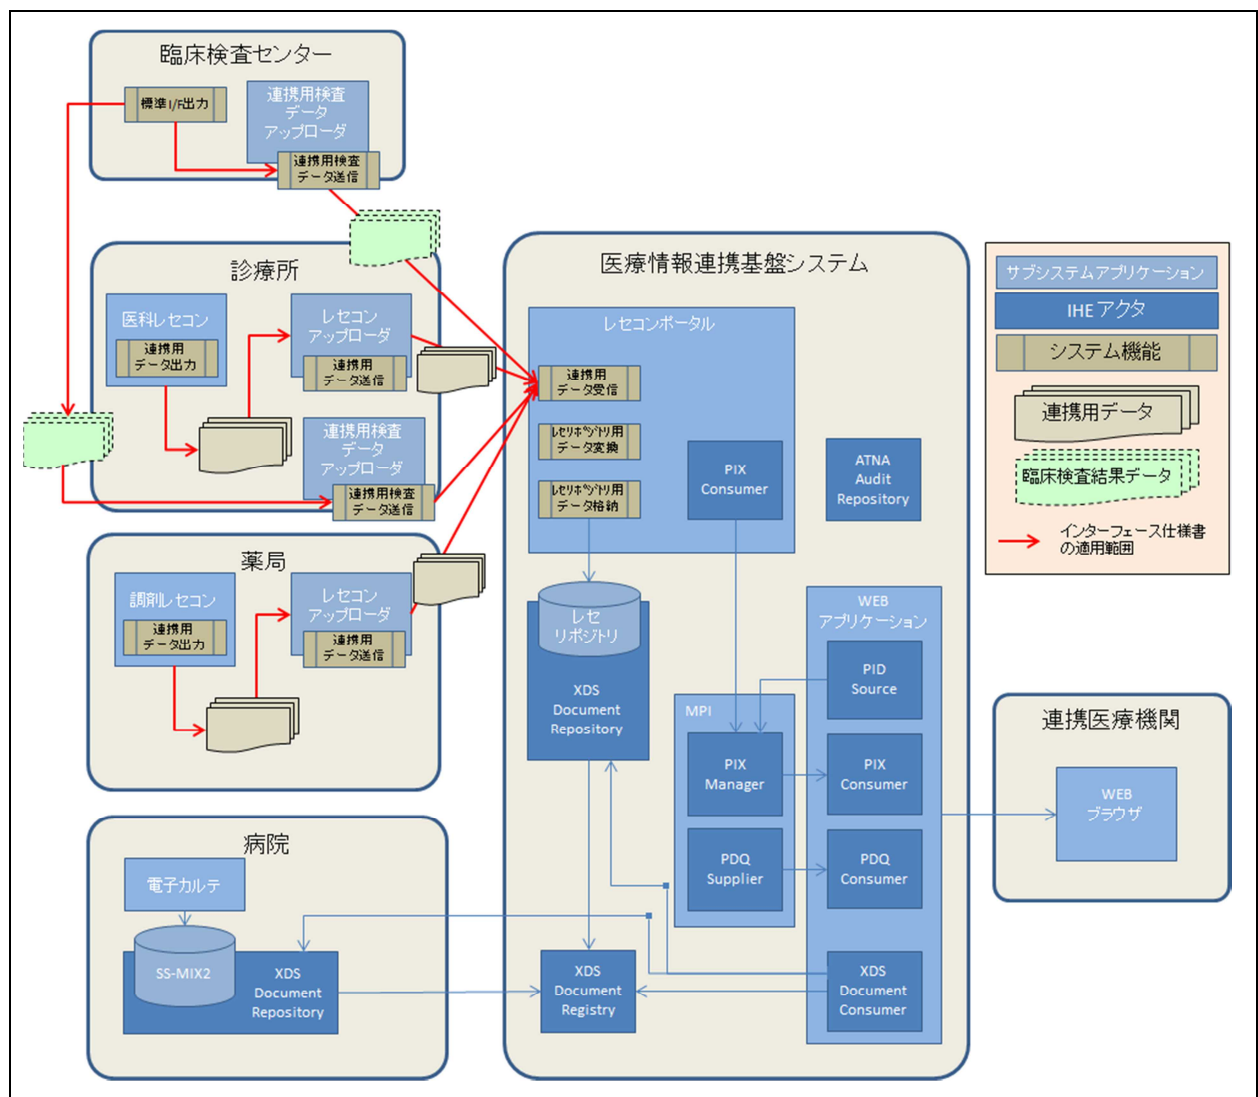 臨床検査センター
標準I/F出力
連携用検査
データ
アップローダ
連携用検査
データ送信
診療所
医科レセコン
連携用
データ出力
レセコン
アップローダ
連携用
データ送信
連携用検査
データ
アップローダ
連携用検査
データ送信
薬局
調剤レセコン
連携用
データ出力
レセコン
アップローダ
連携用
データ送信
病院
電子カルテ
SS-MIX2
XDS
Document
Repository
医療情報連携基盤システム
レセコンポータル
連携用
データ受信
レセリポジトリ用
データ変換
レセリポジトリ用
データ格納
PIX
Consumer
ATNA
Audit
Repository
レセ
リポジトリ
XDS
Document
Repository
MPI
PIX
Manager
PDQ
Supplier
XDS
Document
Registry
WEB
アプリケーション
PID
Source
PIX
Consumer
PDQ
Consumer
XDS
Document
Consumer
サブシステムアプリケーション
IHE アクタ
システム機能
連携用データ
臨床検査結果データ
インターフェース仕様書
の適用範囲
連携医療機関
WEB
ブラウザ